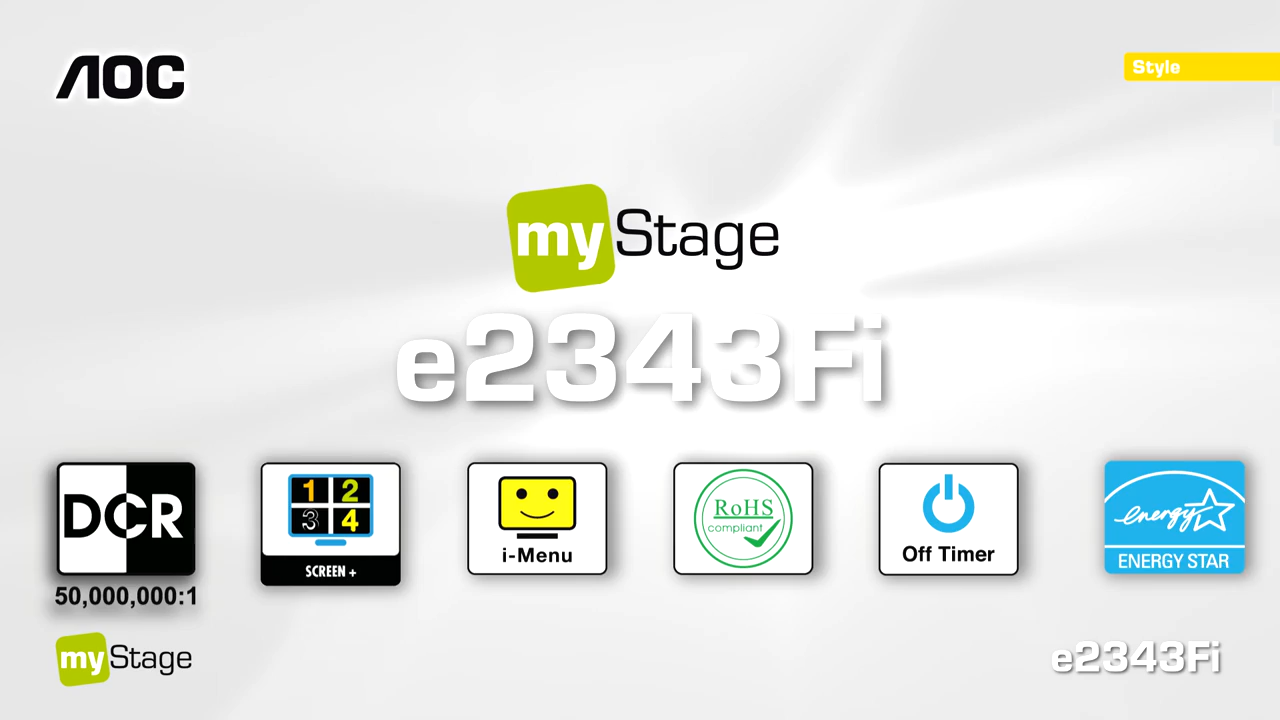 AOC
Style
myStage
e2343Fi
DCR
50,000,000:1
1 2
3 4
SCREEN +
i-Menu
RoHS
compliant
Off Timer
energy
ENERGY STAR
myStage
e2343Fi